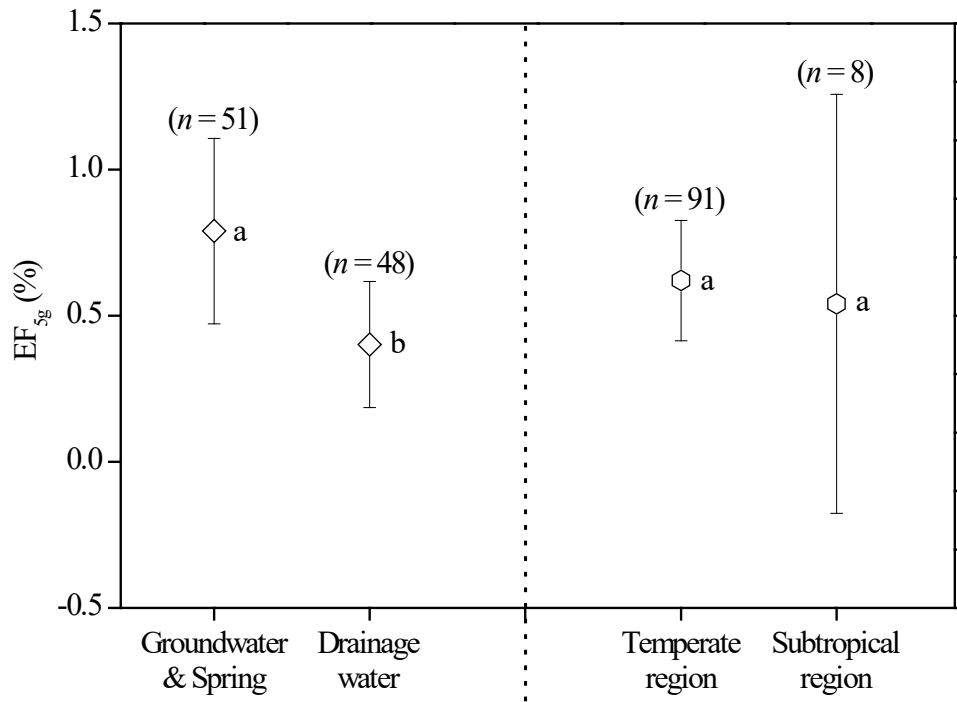 1.5
1.0
0.5
0.0
-0.5
EF5g (%)
(n = 51)
a
(n = 48)
b
(n = 91)
a
(n = 8)
a
Groundwater
& Spring
Drainage
water
Temperate
region
Subtropical
region